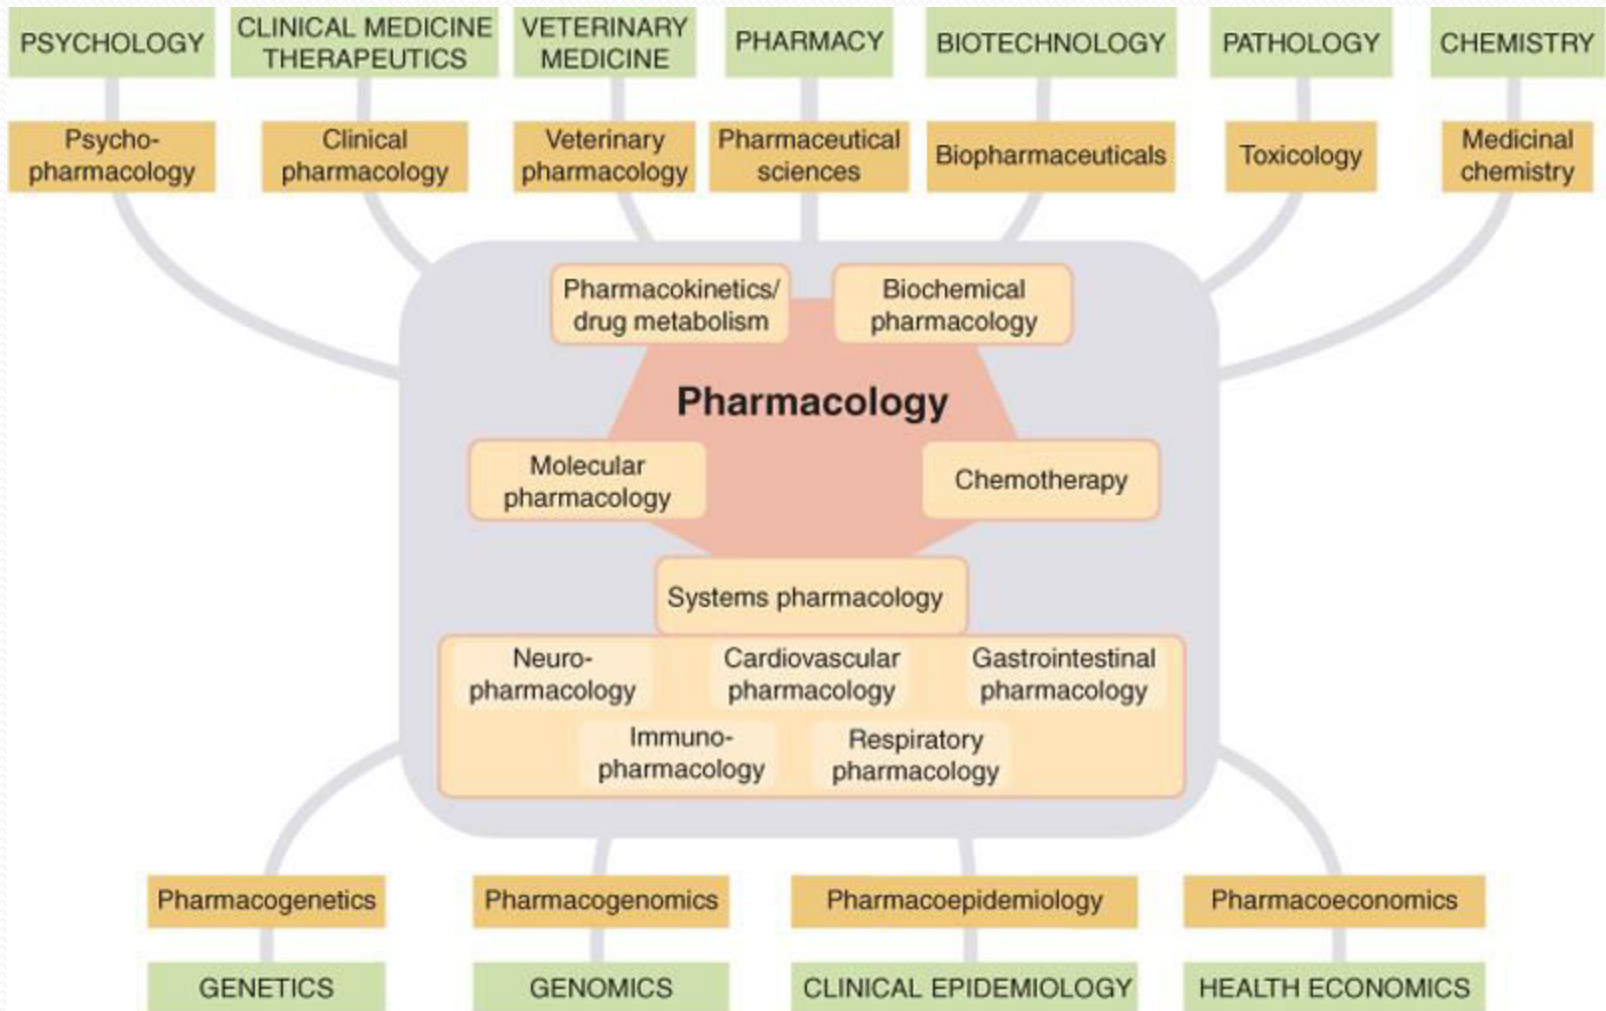 PSYCHOLOGY
CLINICAL MEDICINE
THERAPEUTICS
VETERINARY
MEDICINE
PHARMACY
BIOTECHNOLOGY
PATHOLOGY
CHEMISTRY
Psycho-
pharmacology
Clinical
pharmacology
Veterinary
pharmacology
Pharmaceutical
sciences
Biopharmaceuticals
Toxicology
Medicinal
chemistry
Pharmacokinetics/
drug metabolism
Biochemical
pharmacology
Pharmacology
Molecular
pharmacology
Chemotherapy
Systems pharmacology
Neuro-
pharmacology
Cardiovascular
pharmacology
Gastrointestinal
pharmacology
Immuno-
pharmacology
Respiratory
pharmacology
Pharmacogenetics
Pharmacogenomics
Pharmacoepidemiology
Pharmacoeconomics
GENETICS
GENOMICS
CLINICAL EPIDEMIOLOGY
HEALTH ECONOMICS